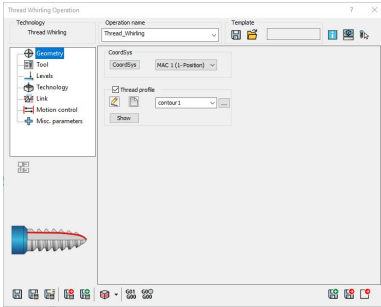 Thread Whirling Operation
? X
Technology
Thread Whirling
Operation name
Thread_Whirling
Template
Geometry
Tool
Levels
Technology
Link
Motion control
Misc. parameters
CoordSys
CoordSys
MAC 1 (1- Position)
Thread profile
contour1
...
Show
G01
G00
G00
G00